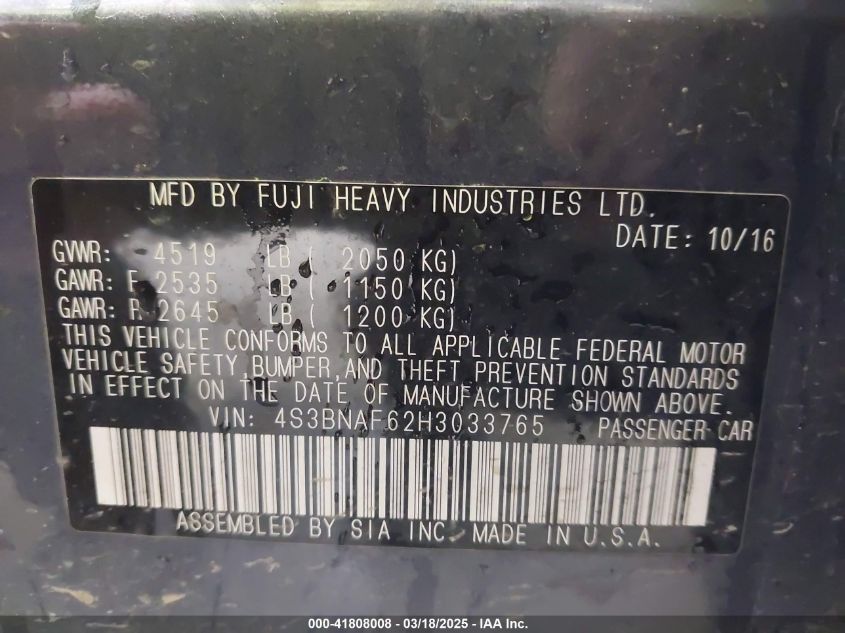 MFD BY FUJI HEAVY INDUSTRIES LTD.
DATE: 10/16
GVWR: 4519 LB ( 2050 KG)
GAWR: F 2535 LB ( 1150 KG)
GAWR: R 2645 LB ( 1200 KG)
THIS VEHICLE CONFORMS TO ALL APPLICABLE FEDERAL MOTOR
VEHICLE SAFETY, BUMPER, AND THEFT PREVENTION STANDARDS
IN EFFECT ON THE DATE OF MANUFACTURE SHOWN ABOVE.
VIN: 4S3BNAF62H3033765 PASSENGER CAR
ASSEMBLED BY SIA INC. MADE IN U.S.A.
000-41808008 - 03/18/2025 - IAA Inc.